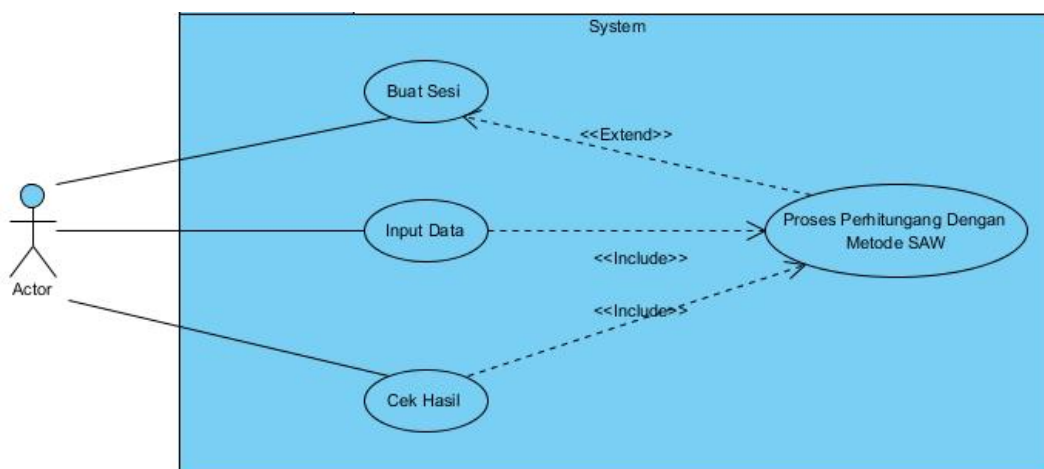 System
Buat Sesi
<<Extend>>
Input Data
Proses Perhitungang Dengan
Metode SAW
<<Include>>
Actor
<<Include>>
Cek Hasil